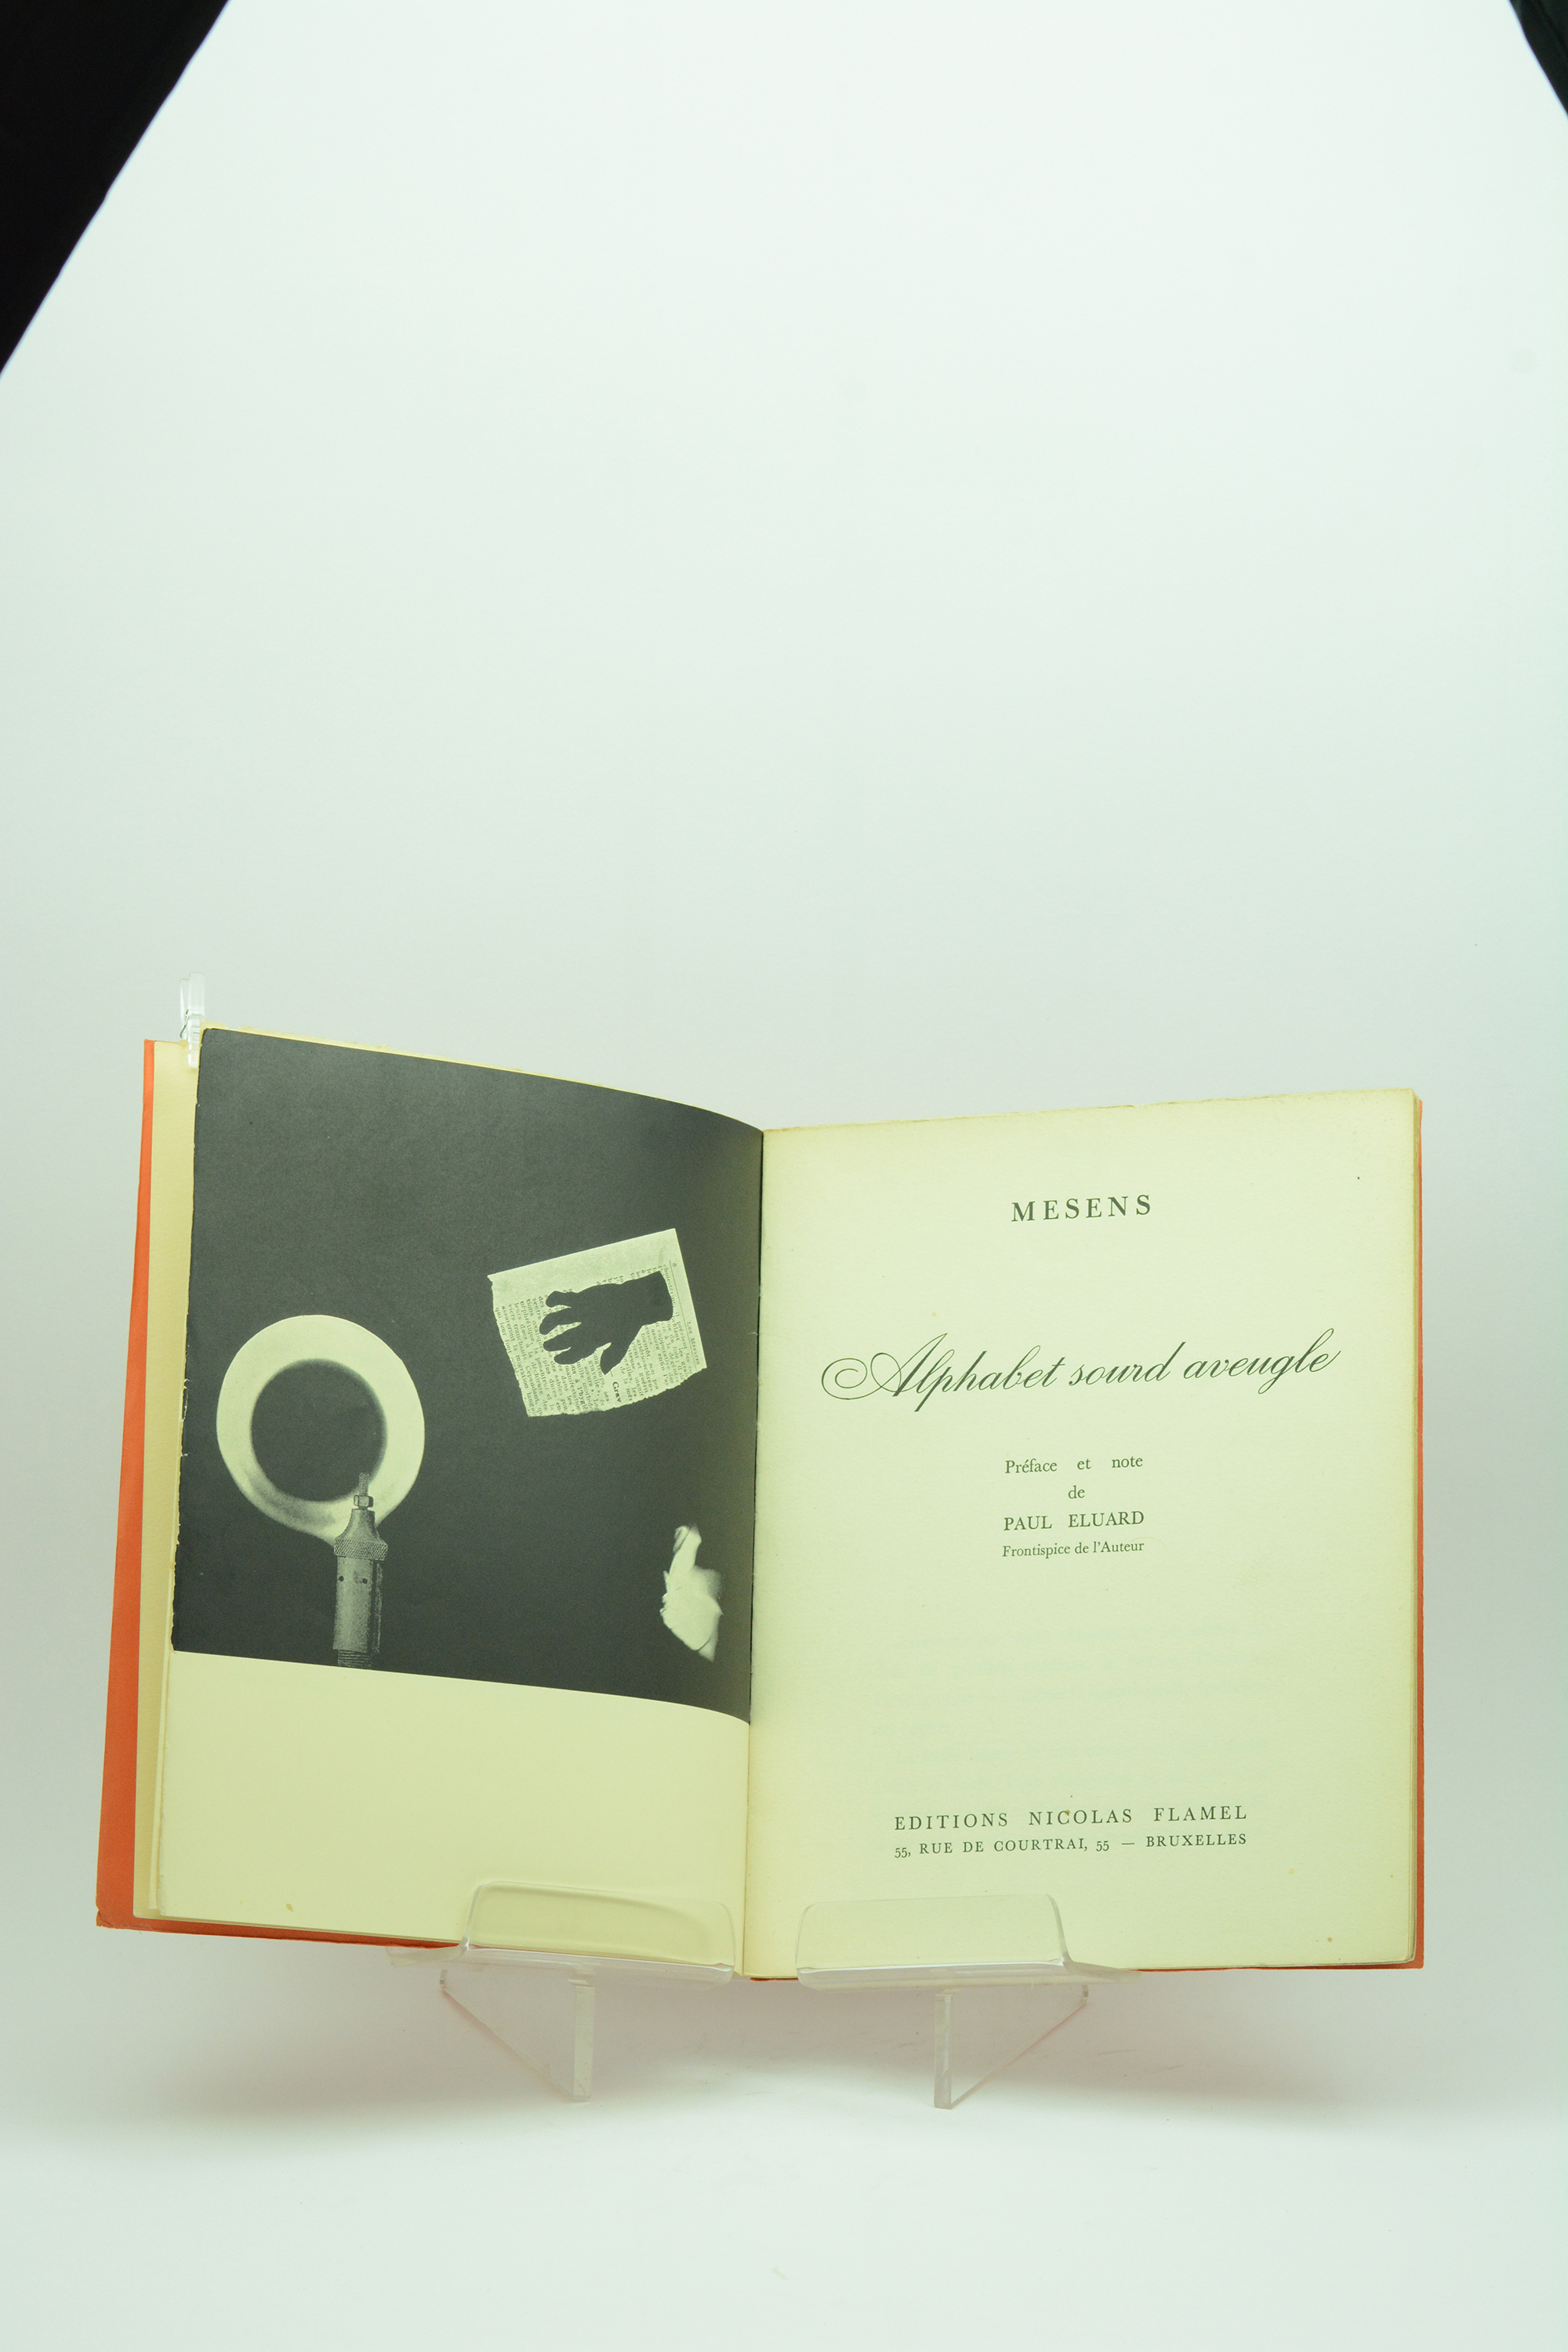 MESENS
Alphabet sourd aveugle
Préface et note
de
PAUL ELUARD
Frontispice de l'Auteur
EDITIONS NICOLAS FLAMEL
55, RUE DE COURTRAI, 55 — BRUXELLES